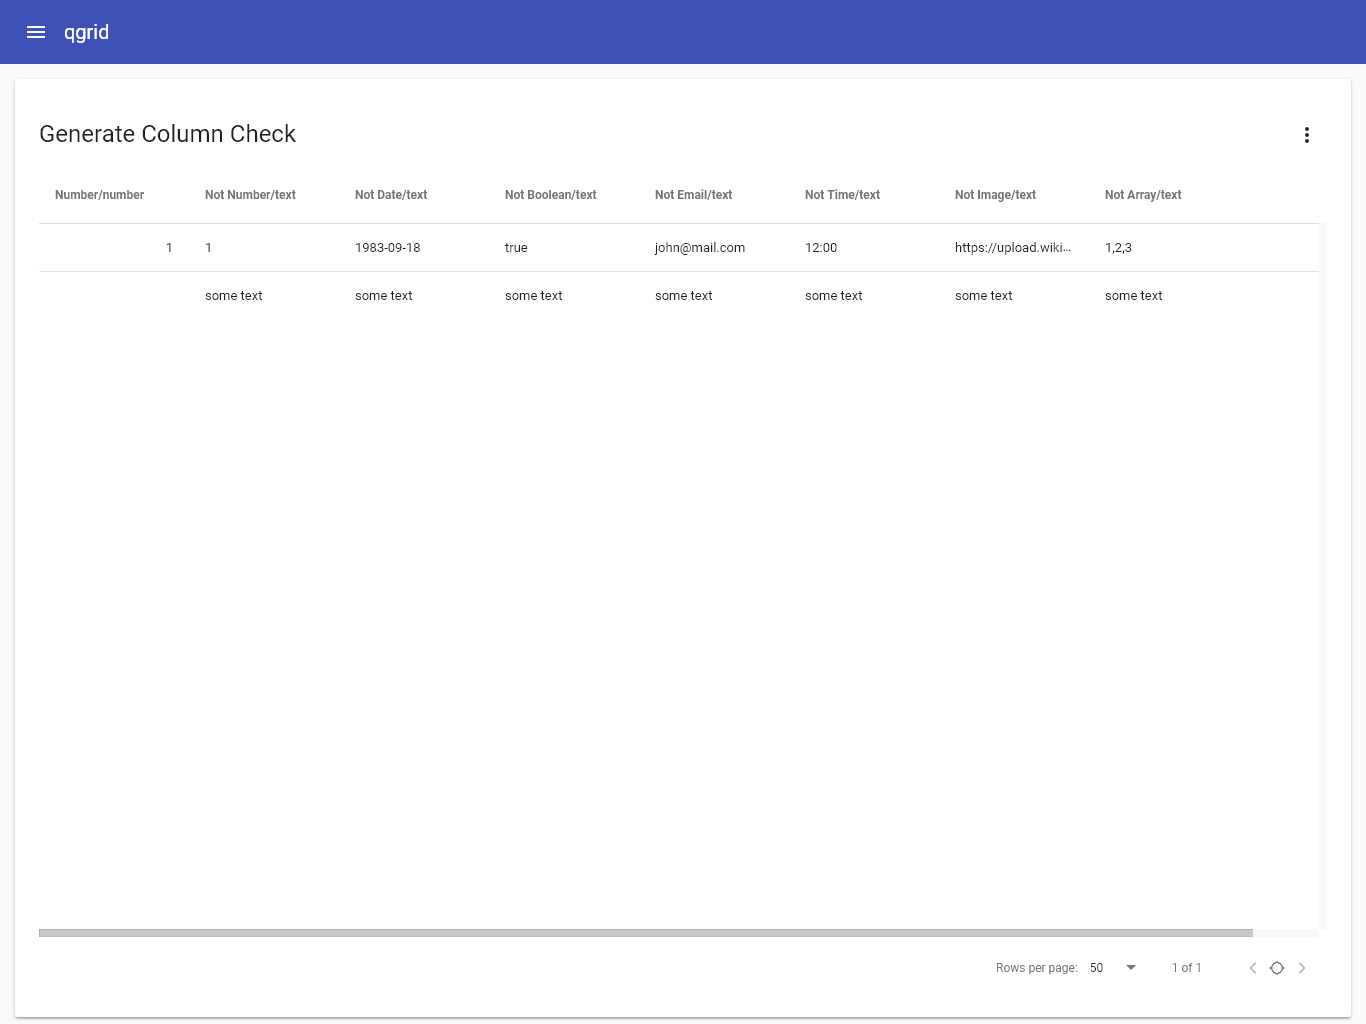 qgrid
Generate Column Check
Number/number Not Number/text Not Date/text Not Boolean/text Not Email/text Not Time/text Not Image/text Not Array/text
1 1 1983-09-18 true john@mail.com 12:00 https://upload.wiki... 1,2,3
some text some text some text some text some text some text some text
Rows per page: 50 1 of 1